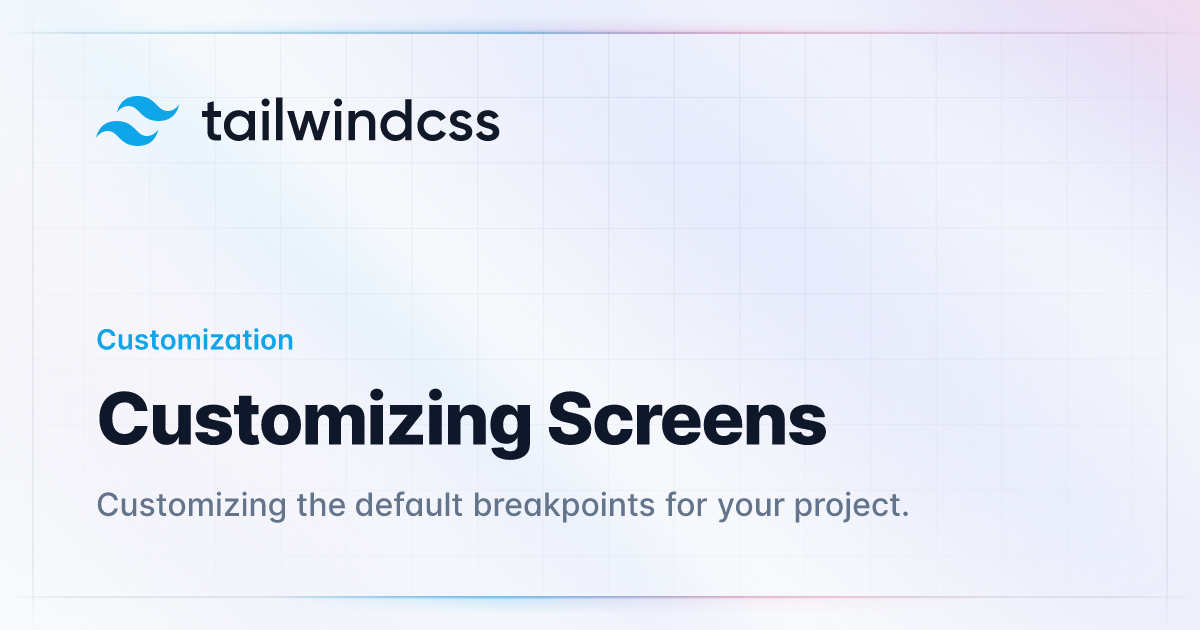 tailwindcss
Customization
Customizing Screens
Customizing the default breakpoints for your project.